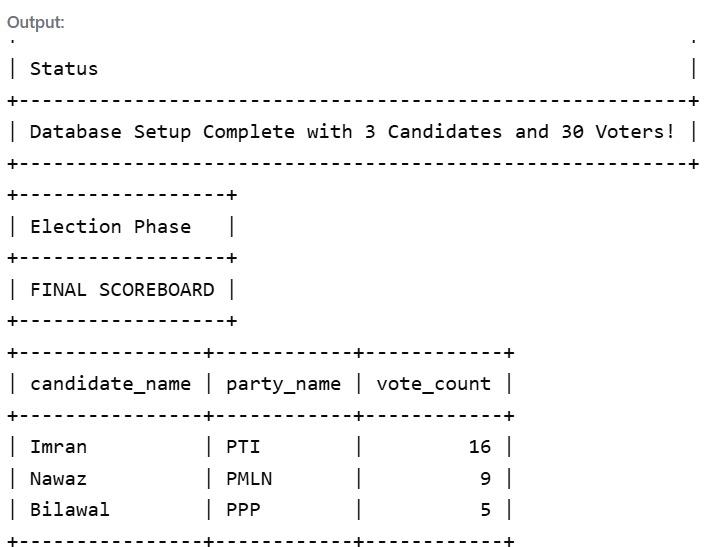 Output:
| Status |
+----------------------------------------------------------+
| Database Setup Complete with 3 Candidates and 30 Voters! |
+----------------------------------------------------------+
+------------------+
| Election Phase |
+------------------+
| FINAL SCOREBOARD |
+------------------+
+----------------+------------+------------+
| candidate_name | party_name | vote_count |
+----------------+------------+------------+
| Imran | PTI | 16 |
| Nawaz | PMLN | 9 |
| Bilawal | PPP | 5 |
+----------------+------------+------------+